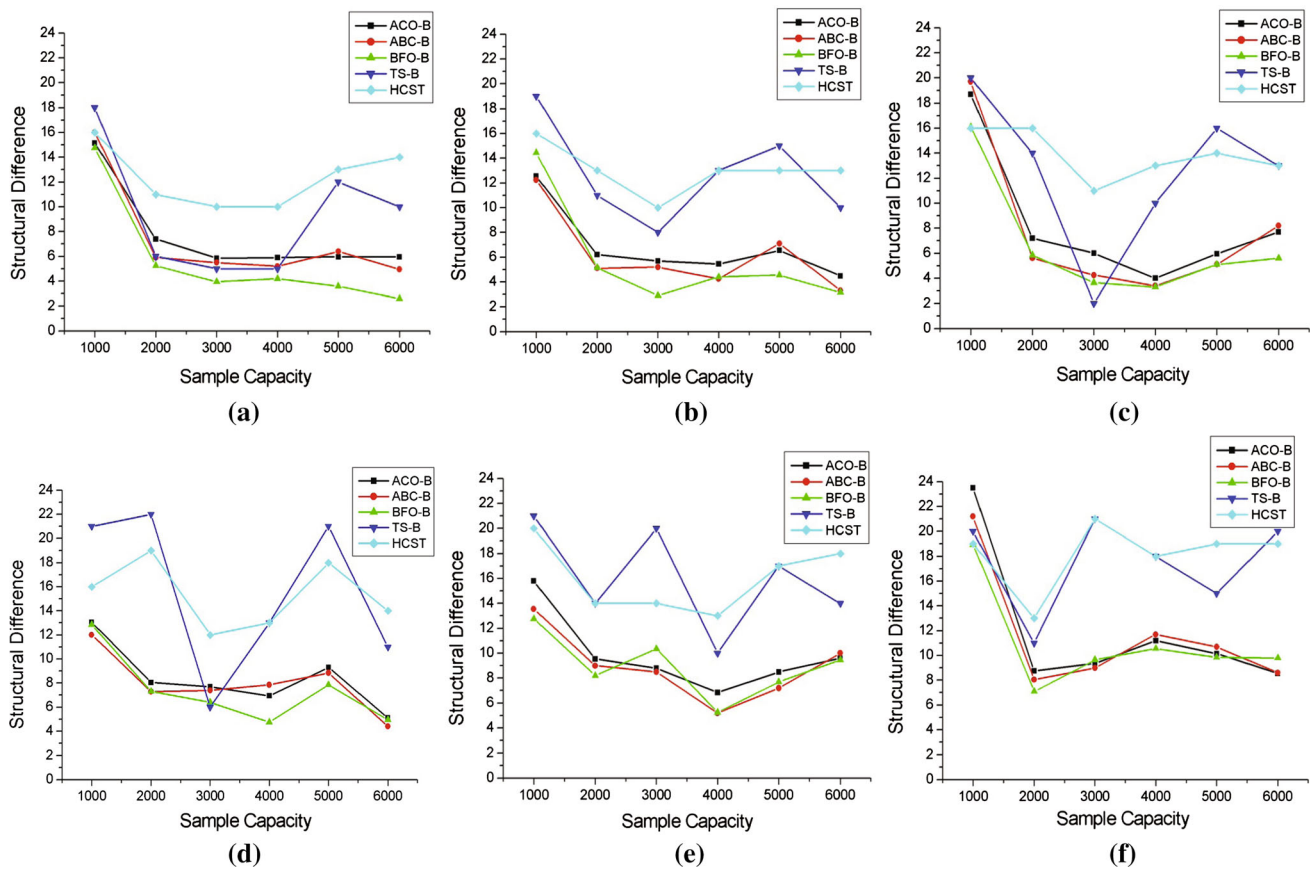 ACO-B
ABC-B
BFO-B
TS-B
HCST
24
22
20
18
16
14
12
10
8
6
4
2
0
Structural Difference
1000 2000 3000 4000 5000 6000
Sample Capacity
(a)
ACO-B
ABC-B
BFO-B
TS-B
HCST
24
22
20
18
16
14
12
10
8
6
4
2
0
Structural Difference
1000 2000 3000 4000 5000 6000
Sample Capacity
(b)
ACO-B
ABC-B
BFO-B
TS-B
HCST
24
22
20
18
16
14
12
10
8
6
4
2
0
Structural Difference
1000 2000 3000 4000 5000 6000
Sample Capacity
(c)
ACO-B
ABC-B
BFO-B
TS-B
HCST
24
22
20
18
16
14
12
10
8
6
4
2
0
Structural Difference
1000 2000 3000 4000 5000 6000
Sample Capacity
(d)
ACO-B
ABC-B
BFO-B
TS-B
HCST
24
22
20
18
16
14
12
10
8
6
4
2
0
Structural Difference
1000 2000 3000 4000 5000 6000
Sample Capacity
(e)
ACO-B
ABC-B
BFO-B
TS-B
HCST
24
22
20
18
16
14
12
10
8
6
4
2
0
Strucutural Difference
1000 2000 3000 4000 5000 6000
Sample Capacity
(f)